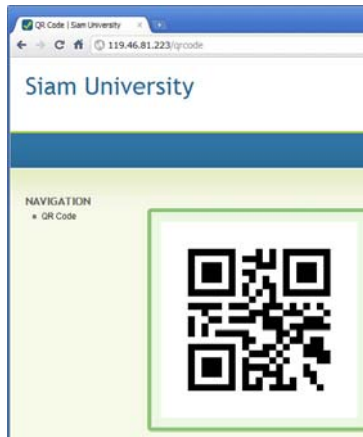 QR Code | Siam University
119.46.81.223/qrcode
Siam University
NAVIGATION
QR Code